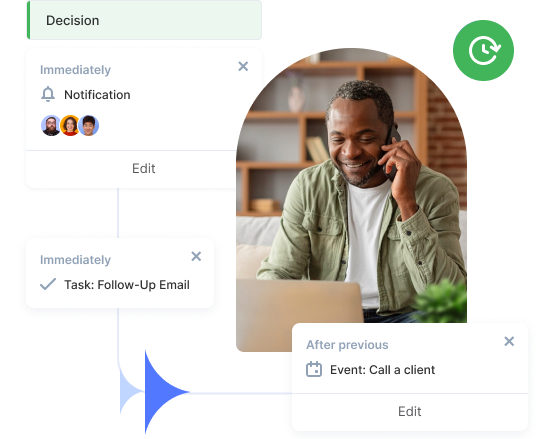 Decision
Immediately
Notification
Edit
Immediately
Task: Follow-Up Email
After previous
Event: Call a client
Edit